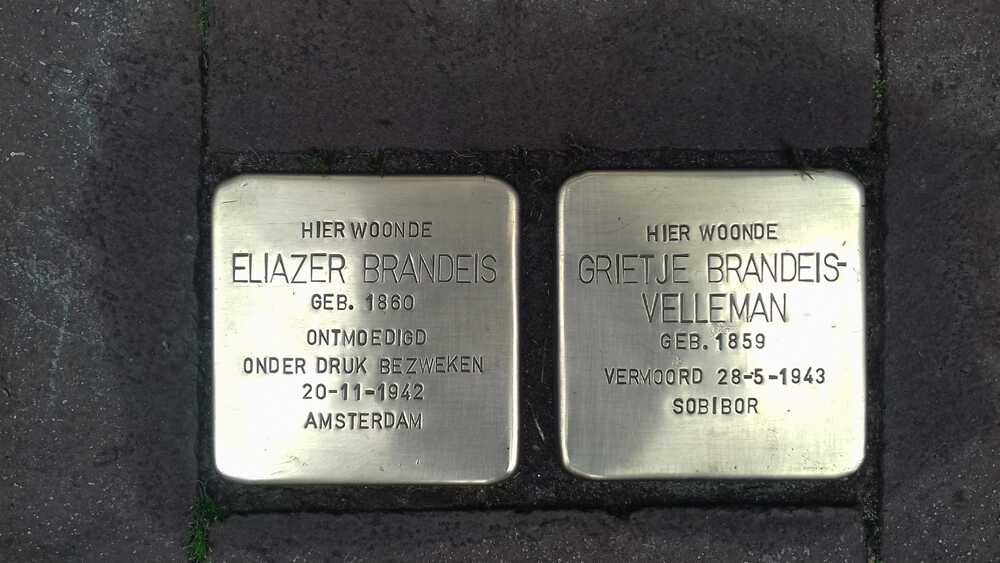 HIER WOONDE
ELIAZER BRANDEIS
GEB. 1860
ONTMOEDIGD
ONDER DRUK BEZWEKEN
20-11-1942
AMSTERDAM
HIER WOONDE
GRIETJE BRANDEIS-
VELLEMAN
GEB. 1859
VERMOORD 28-5-1943
SOBIBOR